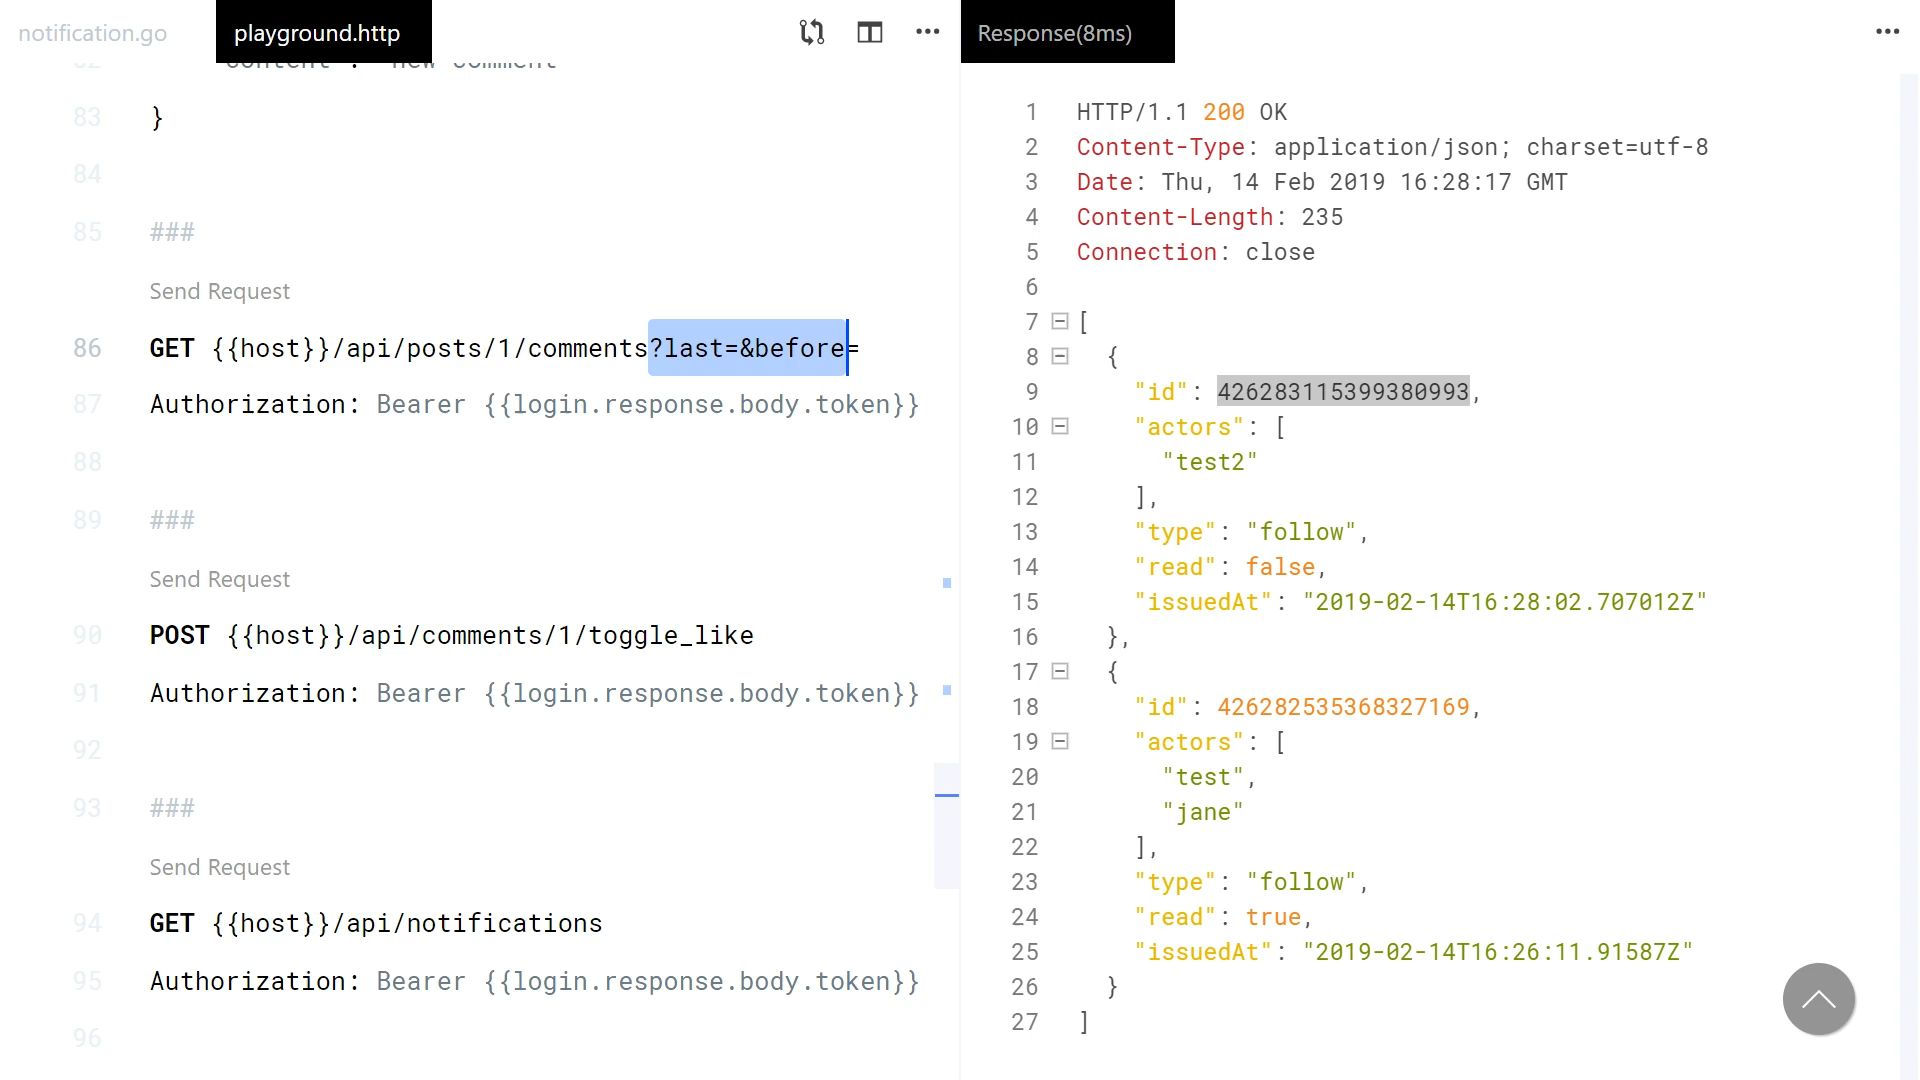 notification.go
playground.http
83 }
84
85 ###
Send Request
86 GET {{host}}/api/posts/1/comments?last=&before=
87 Authorization: Bearer {{login.response.body.token}}
88
89 ###
Send Request
90 POST {{host}}/api/comments/1/toggle_like
91 Authorization: Bearer {{login.response.body.token}}
92
93 ###
Send Request
94 GET {{host}}/api/notifications
95 Authorization: Bearer {{login.response.body.token}}
96
Response(8ms)
1 HTTP/1.1 200 OK
2 Content-Type: application/json; charset=utf-8
3 Date: Thu, 14 Feb 2019 16:28:17 GMT
4 Content-Length: 235
5 Connection: close
6
7 [
8 {
9 "id": 426283115399380993,
10 "actors": [
11 "test2"
12 ],
13 "type": "follow",
14 "read": false,
15 "issuedAt": "2019-02-14T16:28:02.707012Z"
16 },
17 {
18 "id": 426282535368327169,
19 "actors": [
20 "test",
21 "jane"
22 ],
23 "type": "follow",
24 "read": true,
25 "issuedAt": "2019-02-14T16:26:11.91587Z"
26 }
27 ]